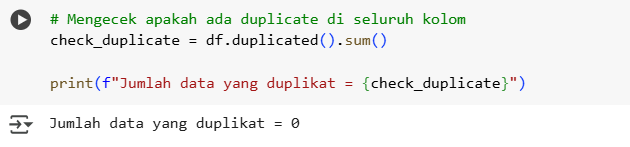 # Mengecek apakah ada duplicate di seluruh kolom
check_duplicate = df.duplicated().sum()
print(f"Jumlah data yang duplikat = {check_duplicate}")
Jumlah data yang duplikat = 0